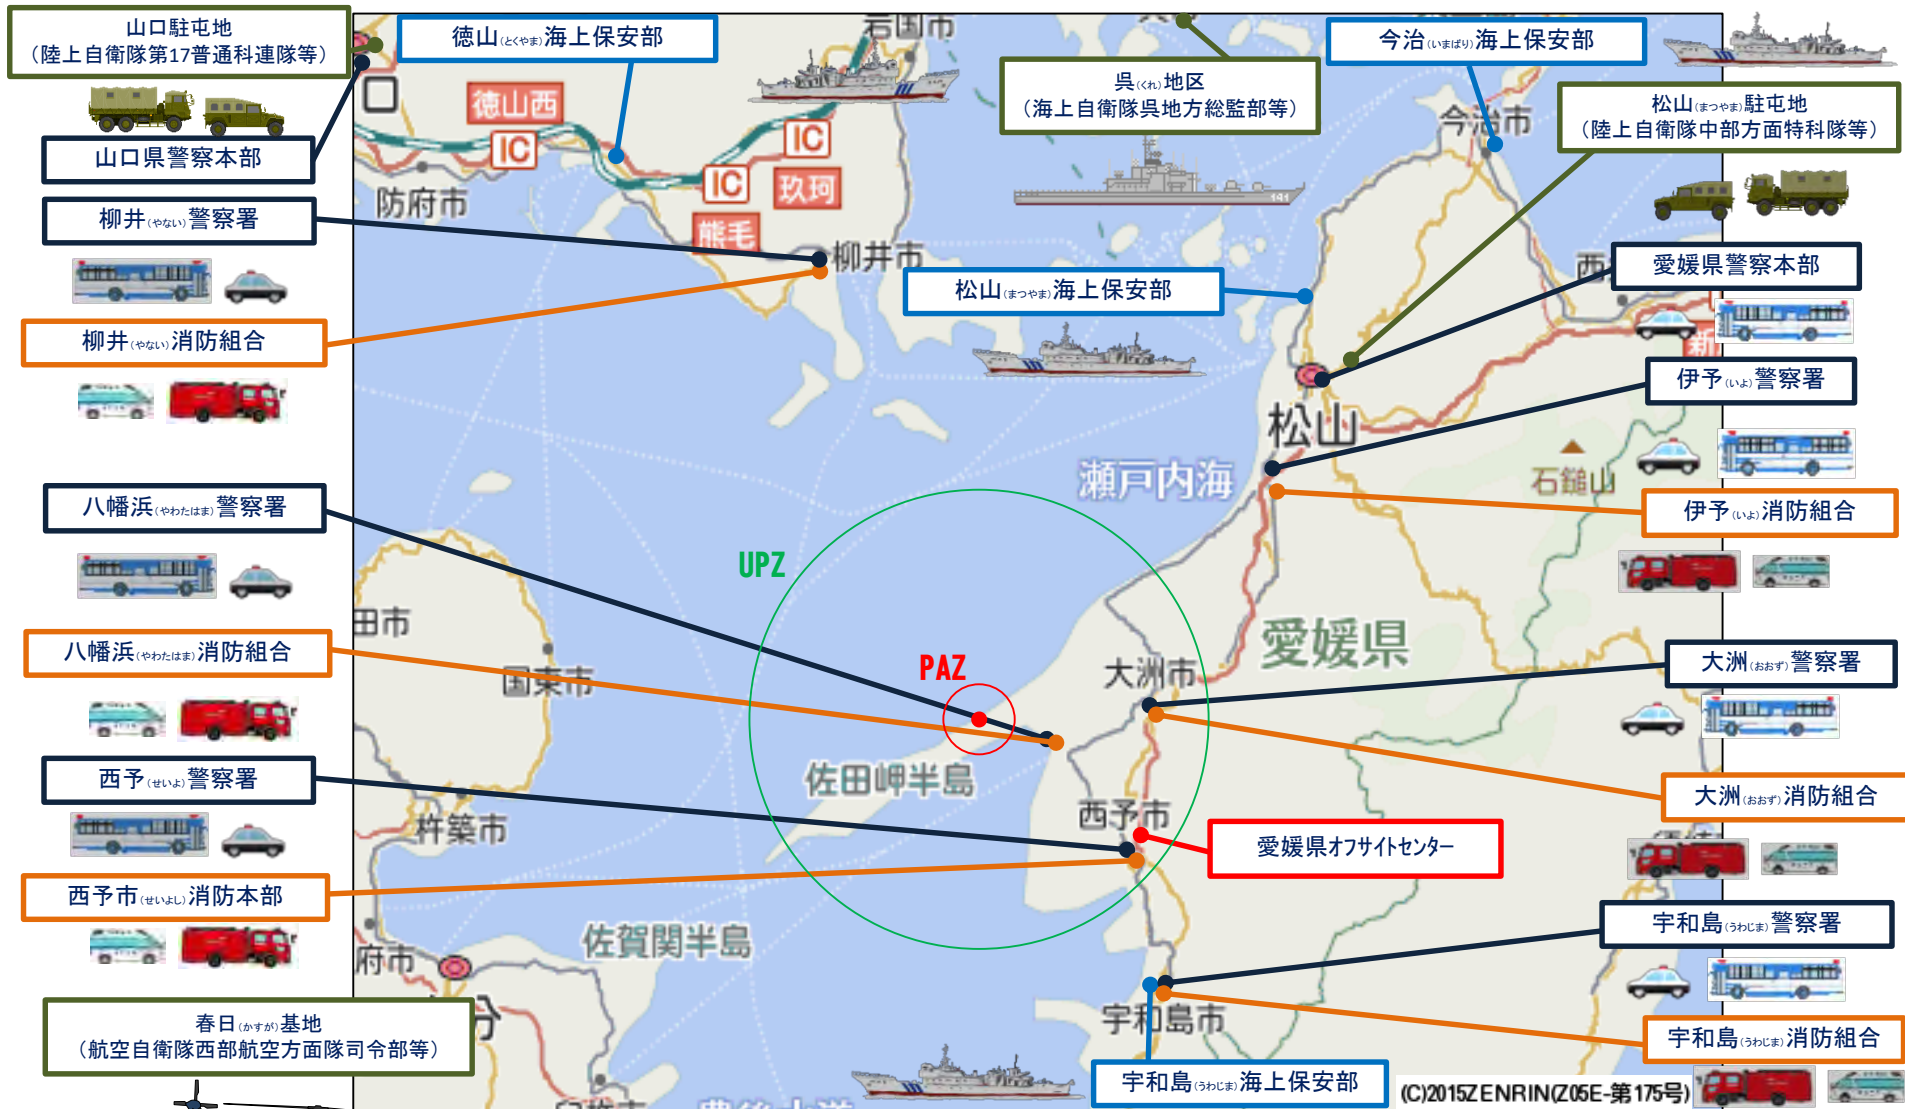 山口駐屯地
（陸上自衛隊第17普通科連隊等）
徳山(とくやま)海上保安部
岩国市
今治(いまばり)海上保安部
呉(くれ)地区
（海上自衛隊呉地方総監部等）
松山(まつやま)駐屯地
（陸上自衛隊中部方面特科隊等）
口
徳山西
IC
IC
IC
玖珂
熊毛
今治市
山口県警察本部
防府市
141
柳井(やない)警察署
柳井市
愛媛県警察本部
西
松山(まつやま)海上保安部
柳井(やない)消防組合
新
伊予(いよ)警察署
松山
瀬戸内海
石鎚山
八幡浜(やわたはま)警察署
伊予(いよ)消防組合
UPZ
田市
愛媛県
八幡浜(やわたはま)消防組合
国東市
PAZ
大洲市
大洲(おおず)警察署
西予(せいよ)警察署
佐田岬半島
大洲(おおず)消防組合
杵築市
西予市
愛媛県オフサイトセンター
西予市(せいよし)消防本部
佐賀関半島
宇和島(うわじま)警察署
府市
分
春日(かすが)基地
（航空自衛隊西部航空方面隊司令部等）
宇和島市
宇和島(うわじま)消防組合
宇和島(うわじま)海上保安部
(C)2015ZENRIN(Z05E-第175号)
臼杵市
豊後水道